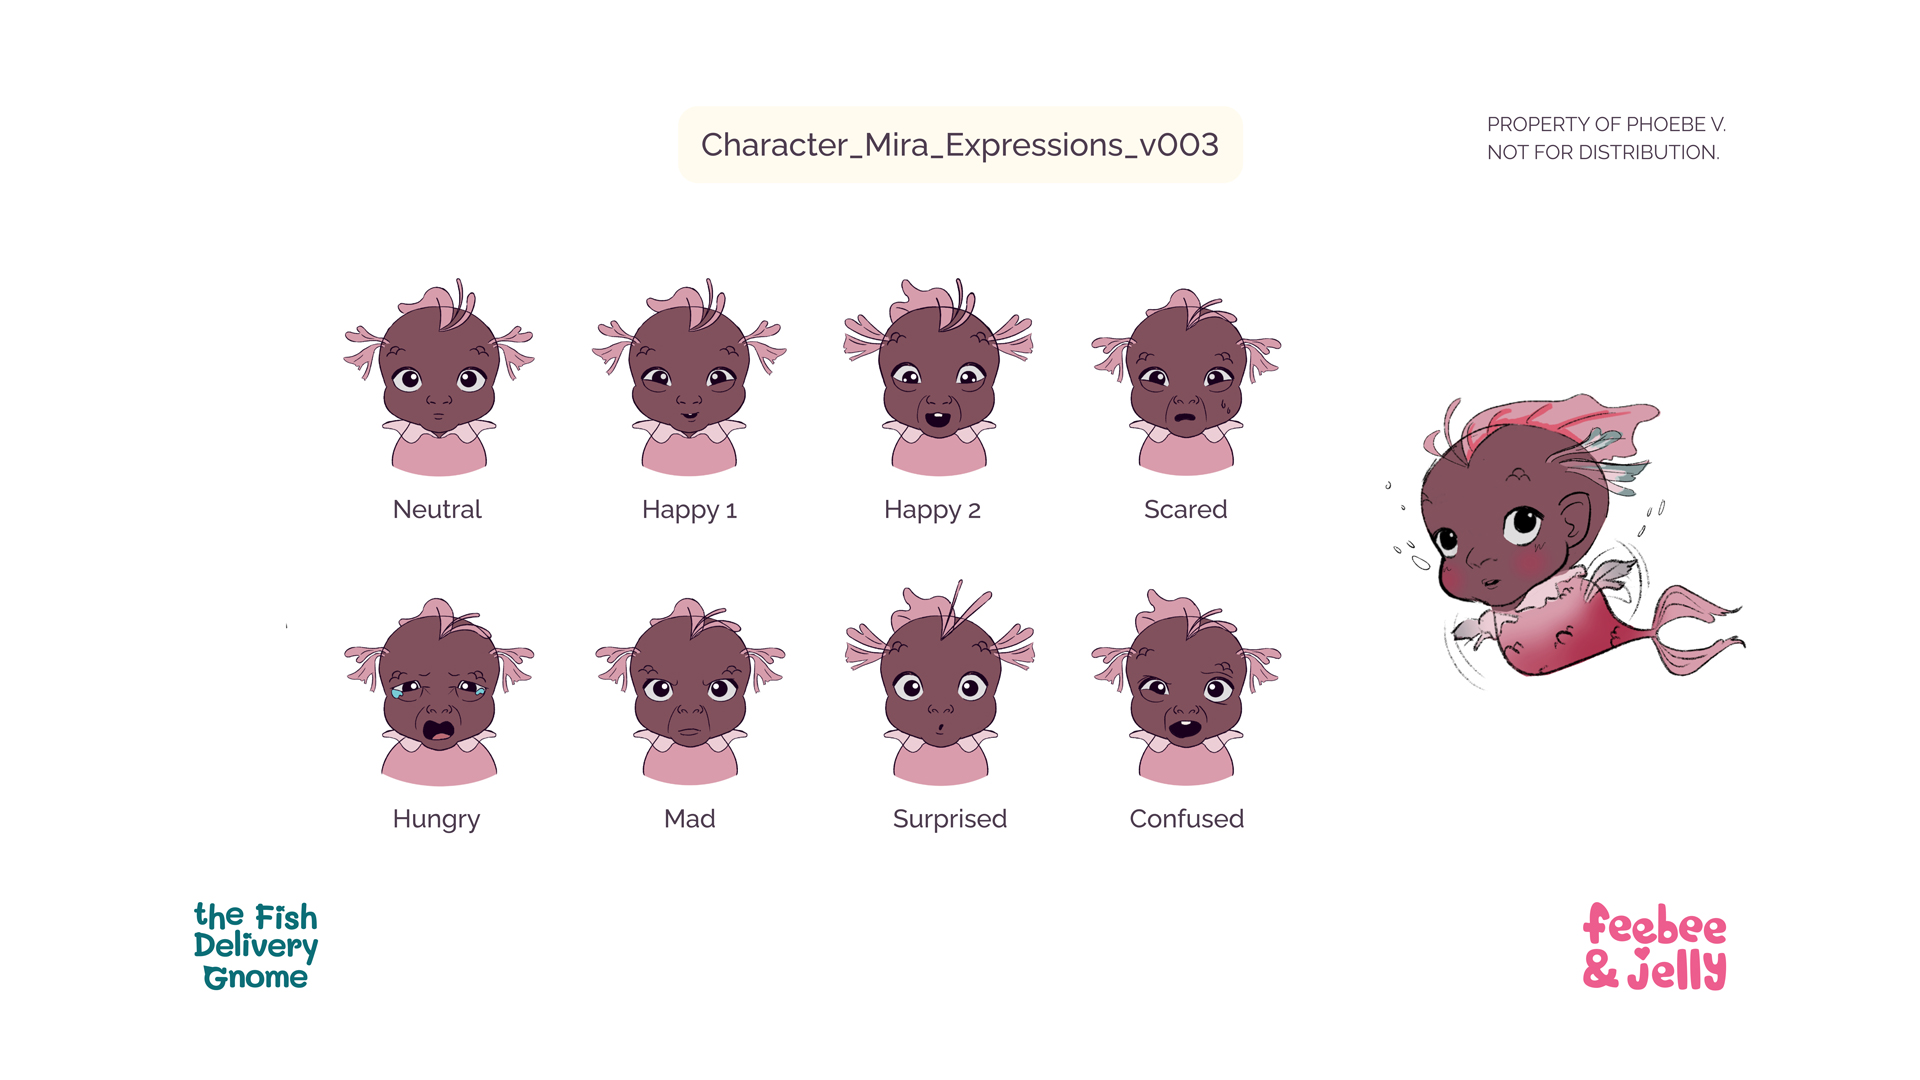 Character_Mira_Expressions_v003
PROPERTY OF PHOEBE V.
NOT FOR DISTRIBUTION.
Neutral
Happy 1
Happy 2
Scared
Hungry
Mad
Surprised
Confused
the Fish
Delivery
Gnome
feebee
& jelly